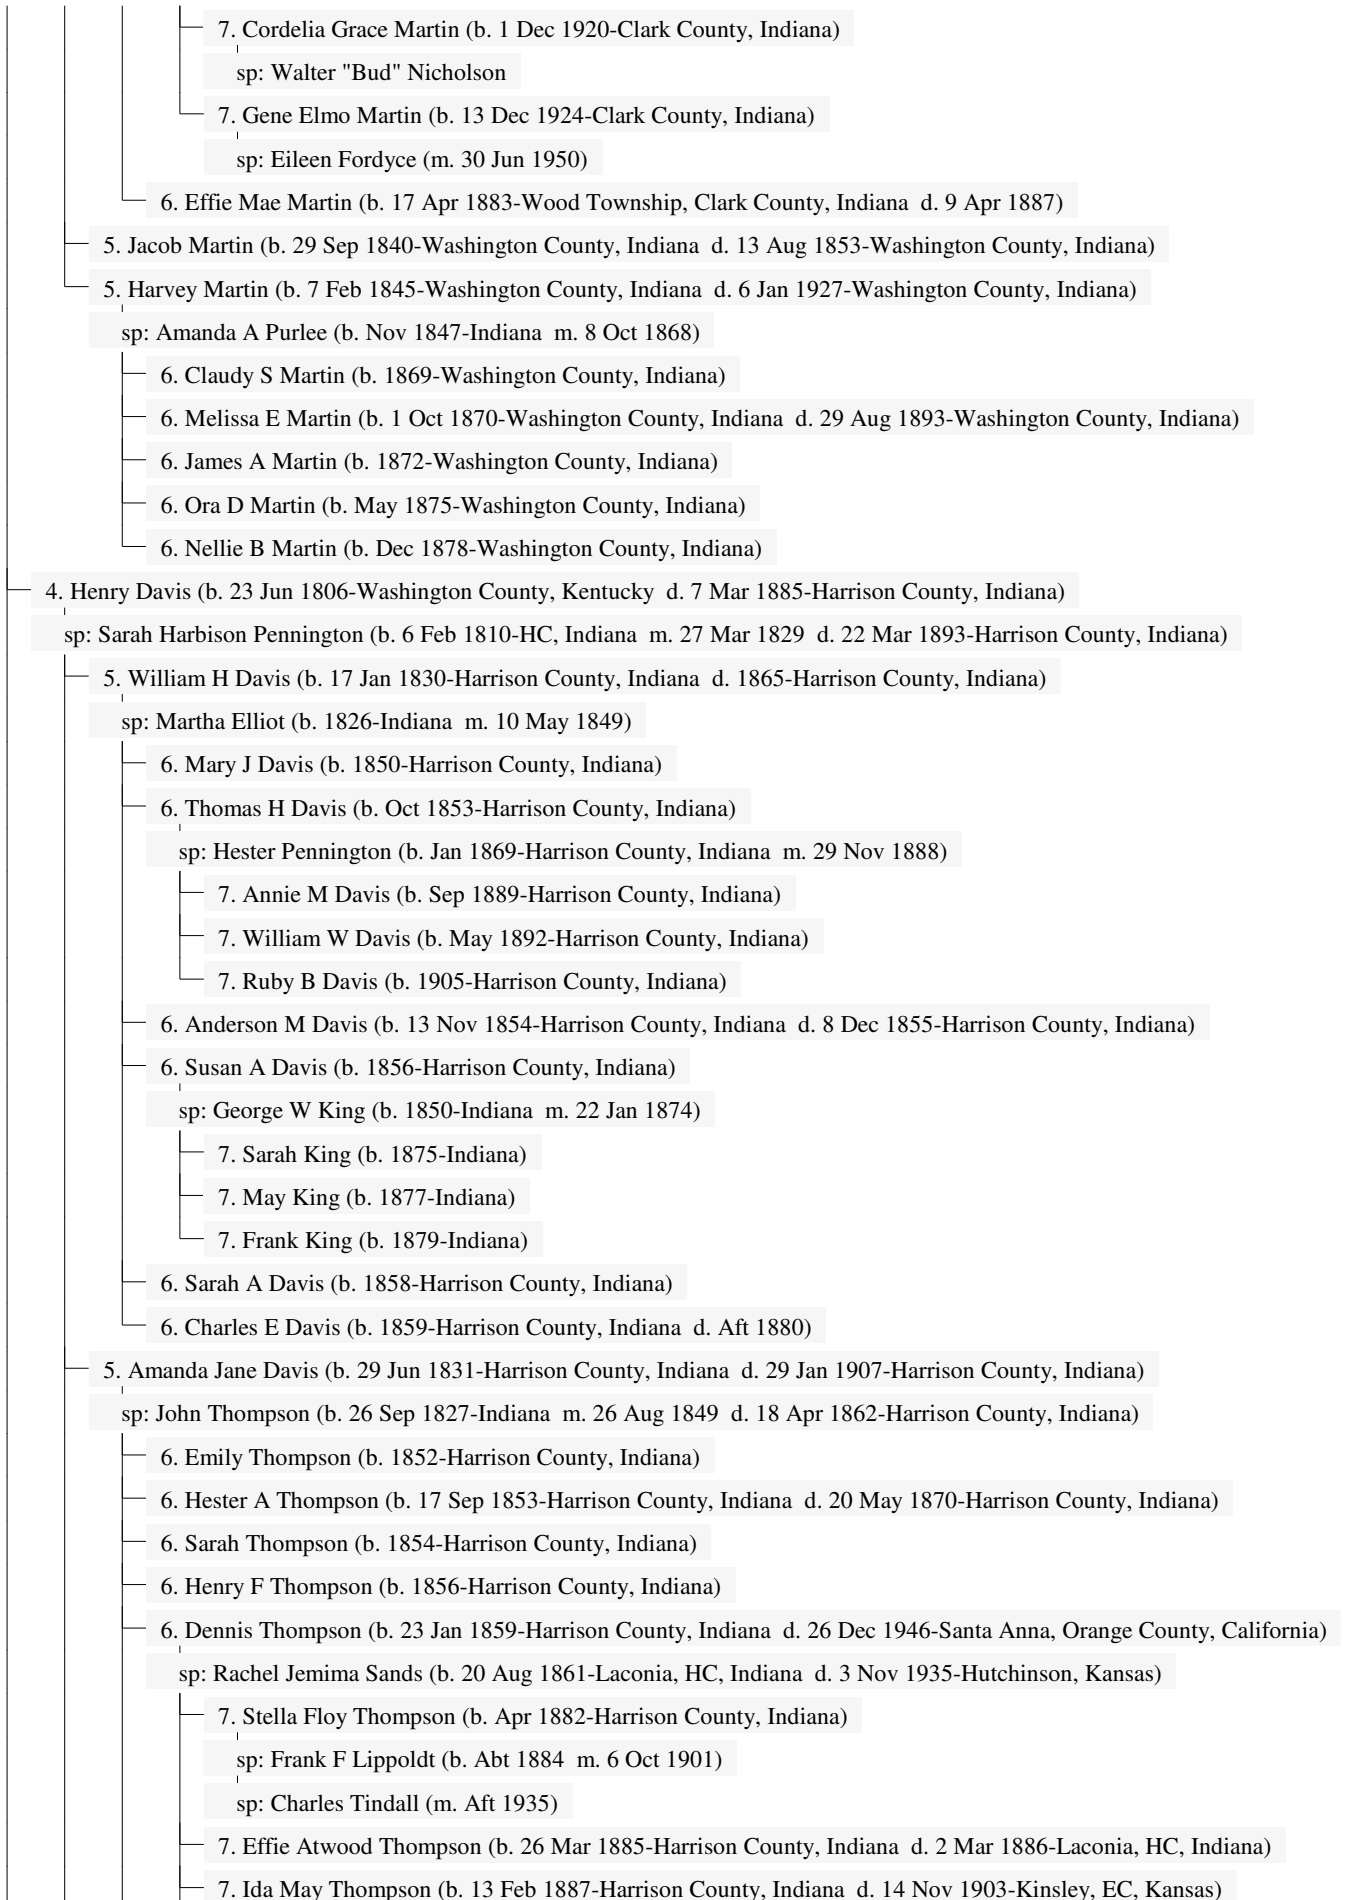 7. Cordelia Grace Martin (b. 1 Dec 1920-Clark County, Indiana)
sp: Walter "Bud" Nicholson
7. Gene Elmo Martin (b. 13 Dec 1924-Clark County, Indiana)
sp: Eileen Fordyce (m. 30 Jun 1950)
6. Effie Mae Martin (b. 17 Apr 1883-Wood Township, Clark County, Indiana d. 9 Apr 1887)
5. Jacob Martin (b. 29 Sep 1840-Washington County, Indiana d. 13 Aug 1853-Washington County, Indiana)
5. Harvey Martin (b. 7 Feb 1845-Washington County, Indiana d. 6 Jan 1927-Washington County, Indiana)
sp: Amanda A Purlee (b. Nov 1847-Indiana m. 8 Oct 1868)
6. Claudy S Martin (b. 1869-Washington County, Indiana)
6. Melissa E Martin (b. 1 Oct 1870-Washington County, Indiana d. 29 Aug 1893-Washington County, Indiana)
6. James A Martin (b. 1872-Washington County, Indiana)
6. Ora D Martin (b. May 1875-Washington County, Indiana)
6. Nellie B Martin (b. Dec 1878-Washington County, Indiana)
4. Henry Davis (b. 23 Jun 1806-Washington County, Kentucky d. 7 Mar 1885-Harrison County, Indiana)
sp: Sarah Harbison Pennington (b. 6 Feb 1810-HC, Indiana m. 27 Mar 1829 d. 22 Mar 1893-Harrison County, Indiana)
5. William H Davis (b. 17 Jan 1830-Harrison County, Indiana d. 1865-Harrison County, Indiana)
sp: Martha Elliot (b. 1826-Indiana m. 10 May 1849)
6. Mary J Davis (b. 1850-Harrison County, Indiana)
6. Thomas H Davis (b. Oct 1853-Harrison County, Indiana)
sp: Hester Pennington (b. Jan 1869-Harrison County, Indiana m. 29 Nov 1888)
7. Annie M Davis (b. Sep 1889-Harrison County, Indiana)
7. William W Davis (b. May 1892-Harrison County, Indiana)
7. Ruby B Davis (b. 1905-Harrison County, Indiana)
6. Anderson M Davis (b. 13 Nov 1854-Harrison County, Indiana d. 8 Dec 1855-Harrison County, Indiana)
6. Susan A Davis (b. 1856-Harrison County, Indiana)
sp: George W King (b. 1850-Indiana m. 22 Jan 1874)
7. Sarah King (b. 1875-Indiana)
7. May King (b. 1877-Indiana)
7. Frank King (b. 1879-Indiana)
6. Sarah A Davis (b. 1858-Harrison County, Indiana)
6. Charles E Davis (b. 1859-Harrison County, Indiana d. Aft 1880)
5. Amanda Jane Davis (b. 29 Jun 1831-Harrison County, Indiana d. 29 Jan 1907-Harrison County, Indiana)
sp: John Thompson (b. 26 Sep 1827-Indiana m. 26 Aug 1849 d. 18 Apr 1862-Harrison County, Indiana)
6. Emily Thompson (b. 1852-Harrison County, Indiana)
6. Hester A Thompson (b. 17 Sep 1853-Harrison County, Indiana d. 20 May 1870-Harrison County, Indiana)
6. Sarah Thompson (b. 1854-Harrison County, Indiana)
6. Henry F Thompson (b. 1856-Harrison County, Indiana)
6. Dennis Thompson (b. 23 Jan 1859-Harrison County, Indiana d. 26 Dec 1946-Santa Anna, Orange County, California)
sp: Rachel Jemima Sands (b. 20 Aug 1861-Laconia, HC, Indiana d. 3 Nov 1935-Hutchinson, Kansas)
7. Stella Floy Thompson (b. Apr 1882-Harrison County, Indiana)
sp: Frank F Lippoldt (b. Abt 1884 m. 6 Oct 1901)
sp: Charles Tindall (m. Aft 1935)
7. Effie Atwood Thompson (b. 26 Mar 1885-Harrison County, Indiana d. 2 Mar 1886-Laconia, HC, Indiana)
7. Ida May Thompson (b. 13 Feb 1887-Harrison County, Indiana d. 14 Nov 1903-Kinsley, EC, Kansas)